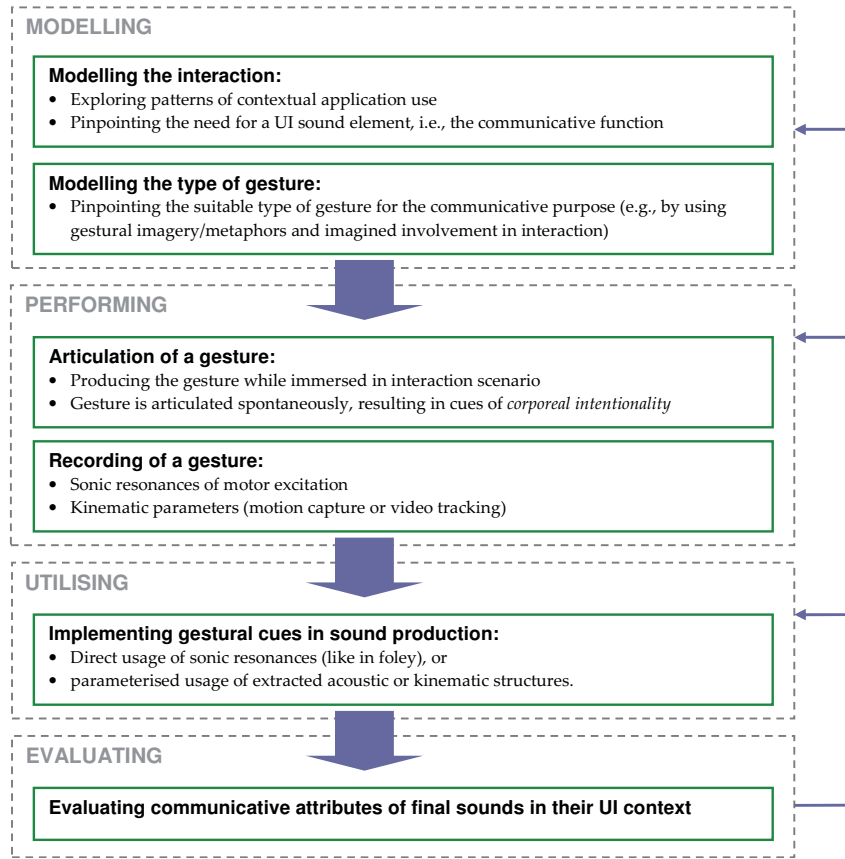 MODELLING
Modelling the interaction:
• Exploring patterns of contextual application use
• Pinpointing the need for a UI sound element, i.e., the communicative function
Modelling the type of gesture:
• Pinpointing the suitable type of gesture for the communicative purpose (e.g., by using
gestural imagery/metaphors and imagined involvement in interaction)
PERFORMING
Articulation of a gesture:
• Producing the gesture while immersed in interaction scenario
• Gesture is articulated spontaneously, resulting in cues of corporeal intentionality
Recording of a gesture:
• Sonic resonances of motor excitation
• Kinematic parameters (motion capture or video tracking)
UTILISING
Implementing gestural cues in sound production:
• Direct usage of sonic resonances (like in foley), or
• parameterised usage of extracted acoustic or kinematic structures.
EVALUATING
Evaluating communicative attributes of final sounds in their UI context